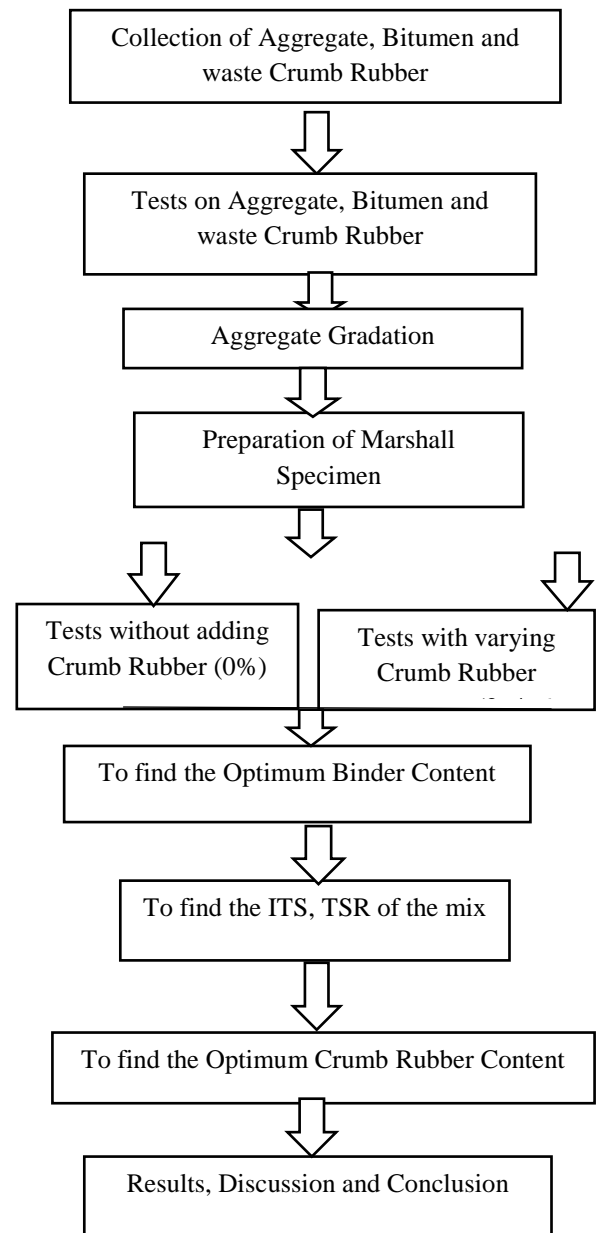 Collection of Aggregate, Bitumen and
waste Crumb Rubber
Tests on Aggregate, Bitumen and
waste Crumb Rubber
Aggregate Gradation
Preparation of Marshall
Specimen
Tests without adding
Crumb Rubber (0%)
Tests with varying
Crumb Rubber
To find the Optimum Binder Content
To find the ITS, TSR of the mix
To find the Optimum Crumb Rubber Content
Results, Discussion and Conclusion